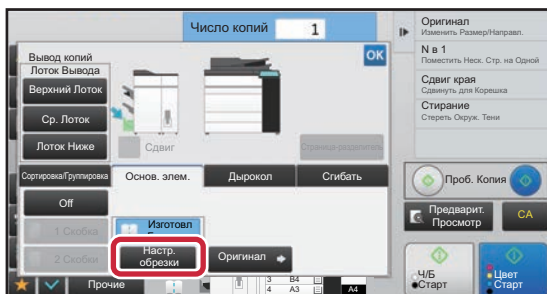 Число копий 1
Вывод копий
OK
Лоток Вывода
Верхний Лоток
Ср. Лоток
Лоток Ниже
Сдвиг
Страница-разделитель
Сортировка/Группировка
Основ. элем.
Дырокол
Сгибать
Off
1 Скобка
2 Скобки
Изготовл
Настр.
обрезки
Оригинал
Прочие
3 B4
4 A3
A4
Оригинал
Изменить Размер/Направл.
N в 1
Поместить Неск. Стр. на Одной
Сдвиг края
Сдвинуть для Корешка
Стирание
Стереть Окруж. Тени
Проб. Копия
Предварит.
Просмотр
CA
Ч/Б
Старт
Цвет
Старт